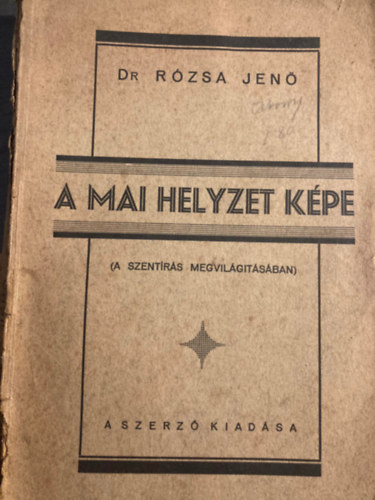 DR RÓZSA JENŐ
A MAI HELYZET KÉPE
(A SZENTÍRÁS MEGVILÁGITÁSÁBAN)
A SZERZŐ KIADÁSA